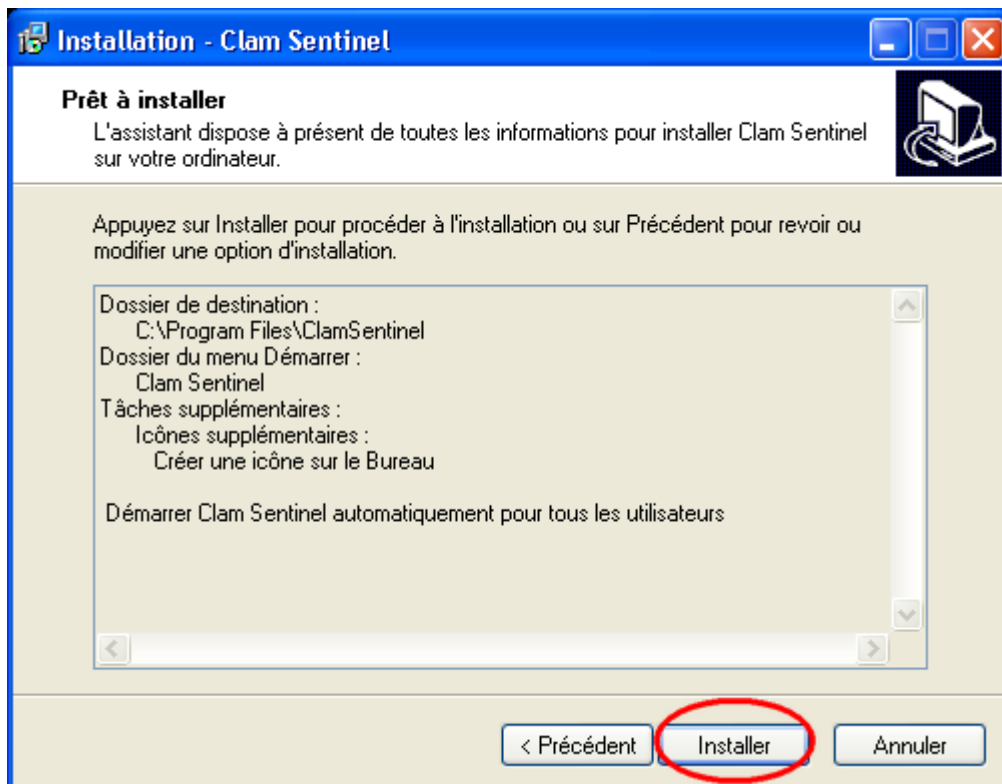 Installation - Clam Sentinel
Prêt à installer
L'assistant dispose à présent de toutes les informations pour installer Clam Sentinel
sur votre ordinateur.
Appuyez sur Installer pour procéder à l'installation ou sur Précédent pour revoir ou
modifier une option d'installation.
Dossier de destination :
C:\Program Files\ClamSentinel
Dossier du menu Démarrer :
Clam Sentinel
Tâches supplémentaires :
Icônes supplémentaires :
Créer une icône sur le Bureau
Démarrer Clam Sentinel automatiquement pour tous les utilisateurs
< Précédent
Installer
Annuler